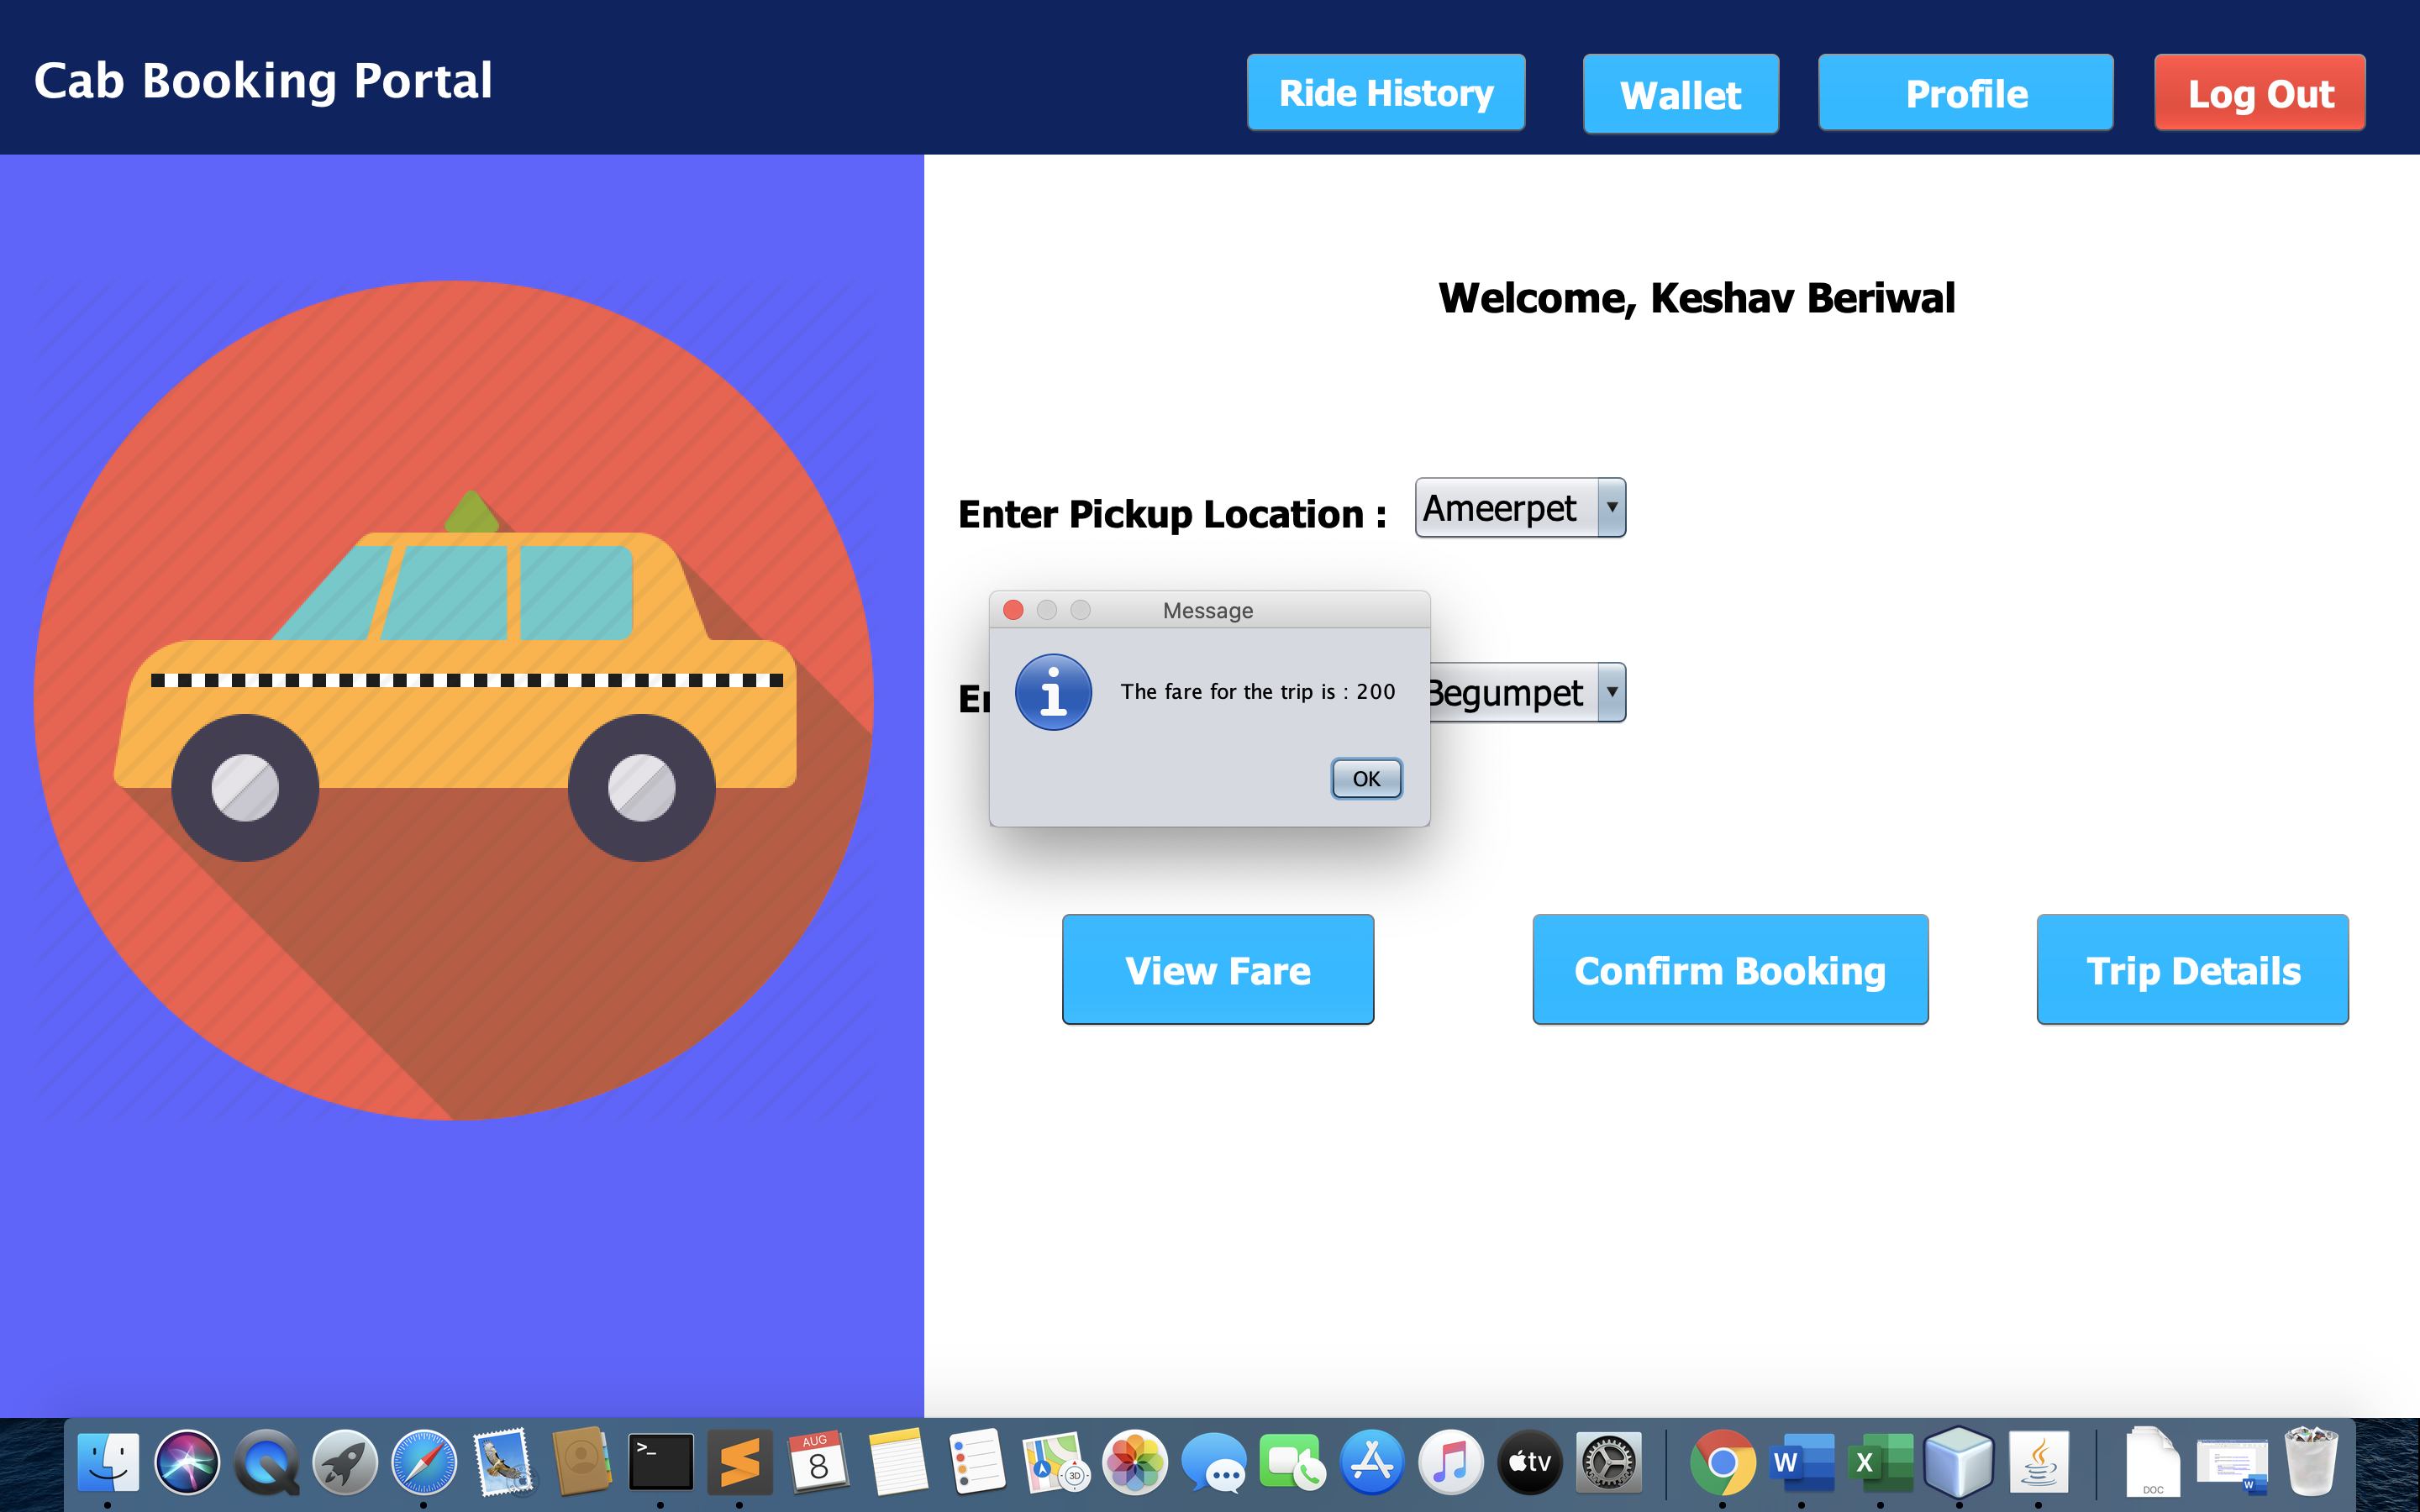 Cab Booking Portal
Ride History
Wallet
Profile
Log Out
Welcome, Keshav Beriwal
Enter Pickup Location :
Ameerpet
Message
The fare for the trip is : 200
Begumpet
OK
View Fare
Confirm Booking
Trip Details
>_
AUG
8
3D
tv
W
X
DOC
W